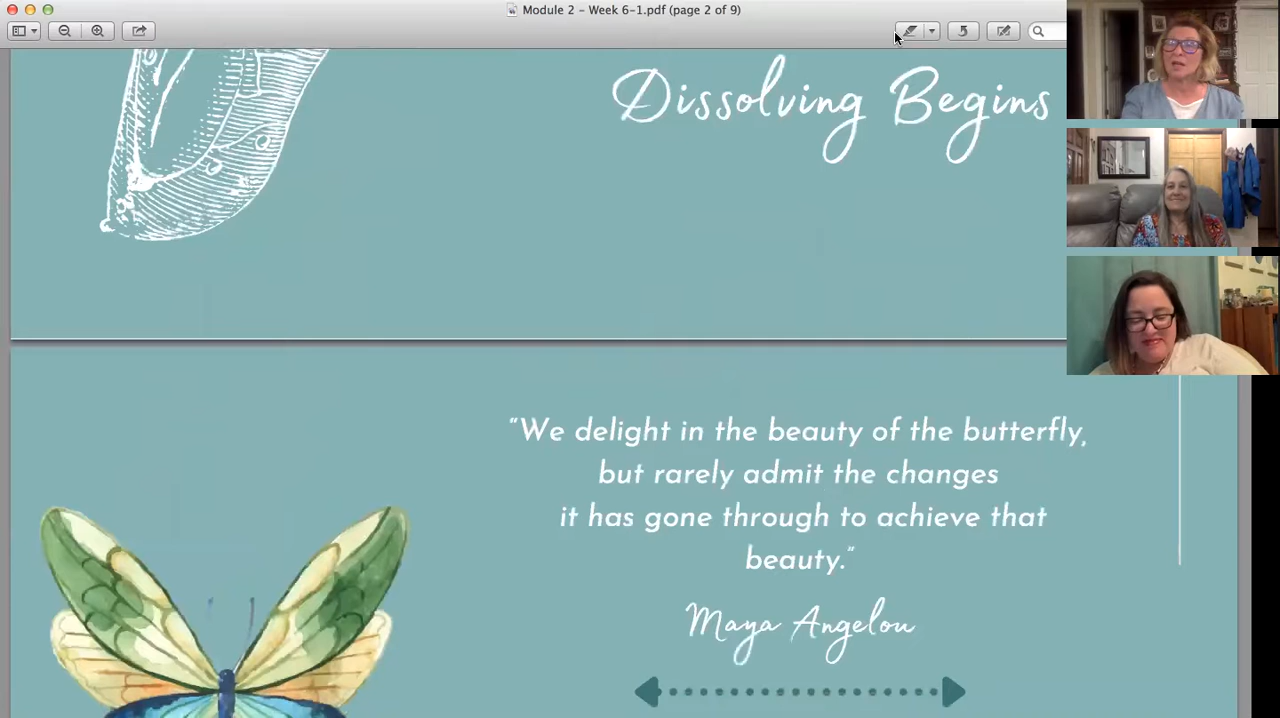 Module 2 - Week 6-1.pdf (page 2 of 9)
Dissolving Begins
"We delight in the beauty of the butterfly,
but rarely admit the changes
it has gone through to achieve that
beauty."
Maya Angelou